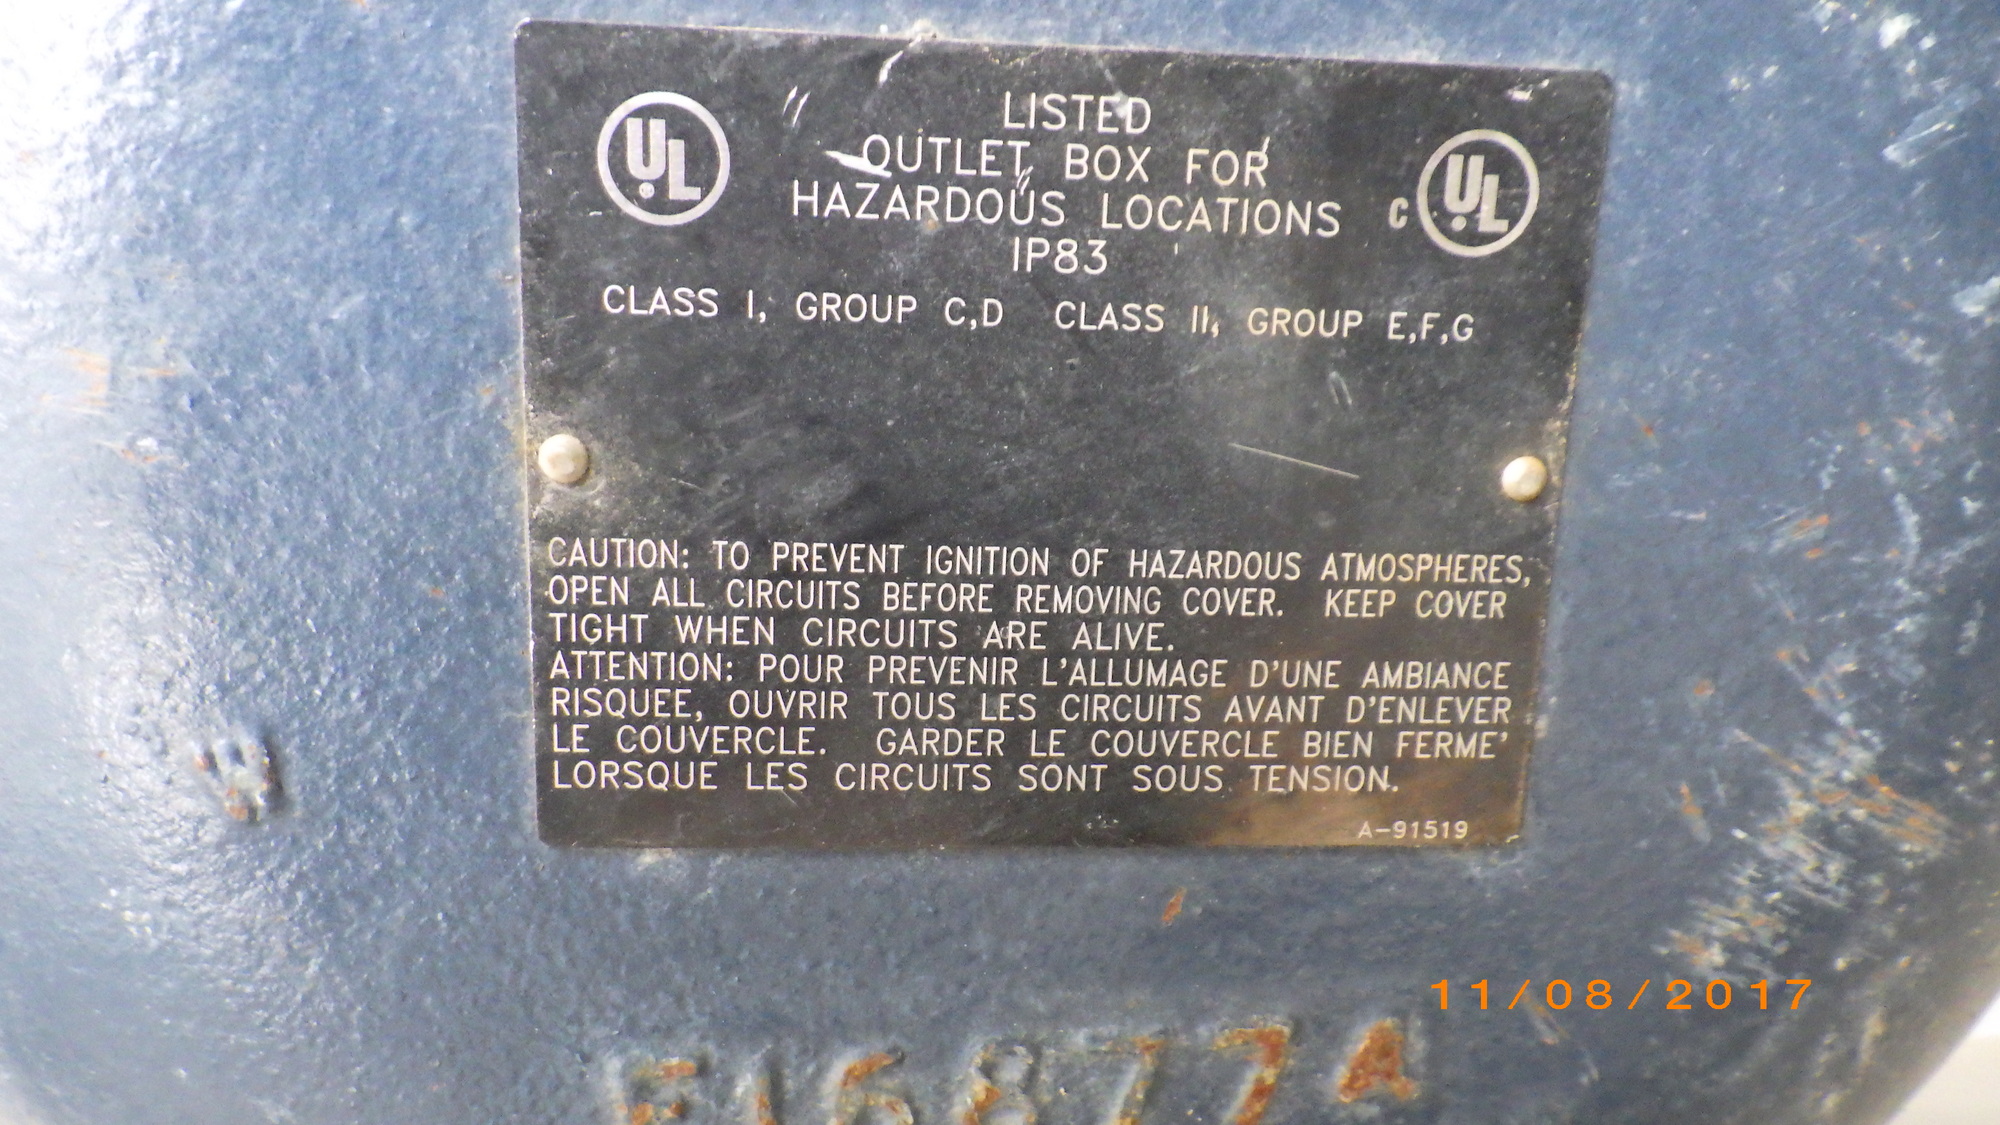 UL
LISTED
OUTLET BOX FOR
HAZARDOUS LOCATIONS
IP83
C UL
CLASS I, GROUP C,D CLASS II, GROUP E,F,G
CAUTION: TO PREVENT IGNITION OF HAZARDOUS ATMOSPHERES,
OPEN ALL CIRCUITS BEFORE REMOVING COVER. KEEP COVER
TIGHT WHEN CIRCUITS ARE ALIVE.
ATTENTION: POUR PREVENIR L'ALLUMAGE D'UNE AMBIANCE
RISQUEE, OUVRIR TOUS LES CIRCUITS AVANT D'ENLEVER
LE COUVERCLE. GARDER LE COUVERCLE BIEN FERME'
LORSQUE LES CIRCUITS SONT SOUS TENSION.
A-91519
11/08/2017
F16877A